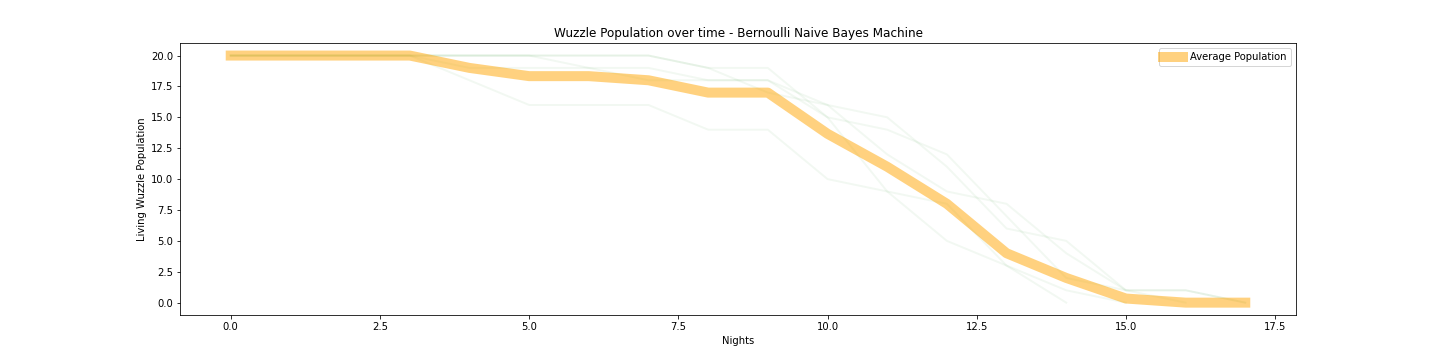 Wuzzle Population over time - Bernoulli Naive Bayes Machine
Average Population
Living Wuzzle Population
20.0
17.5
15.0
12.5
10.0
7.5
5.0
2.5
0.0
0.0 2.5 5.0 7.5 10.0 12.5 15.0 17.5
Nights